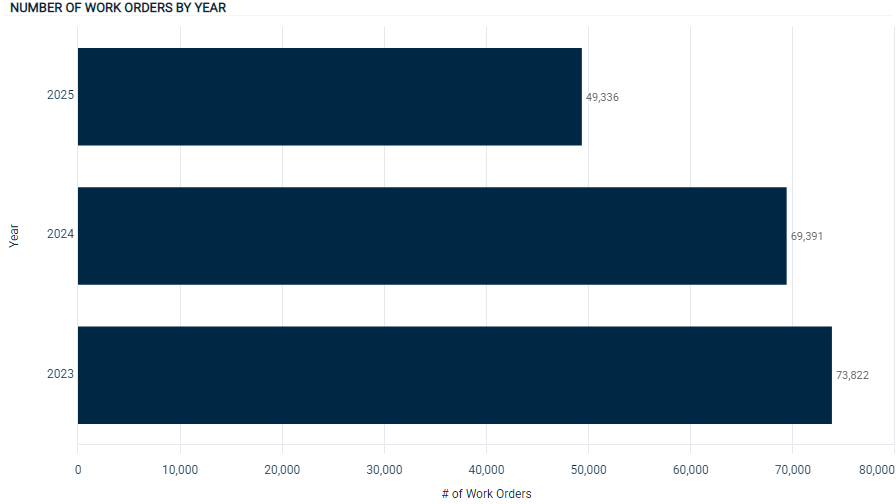 NUMBER OF WORK ORDERS BY YEAR
2025
49,336
2024
69,391
Year
2023
73,822
0 10,000 20,000 30,000 40,000 50,000 60,000 70,000 80,000
# of Work Orders